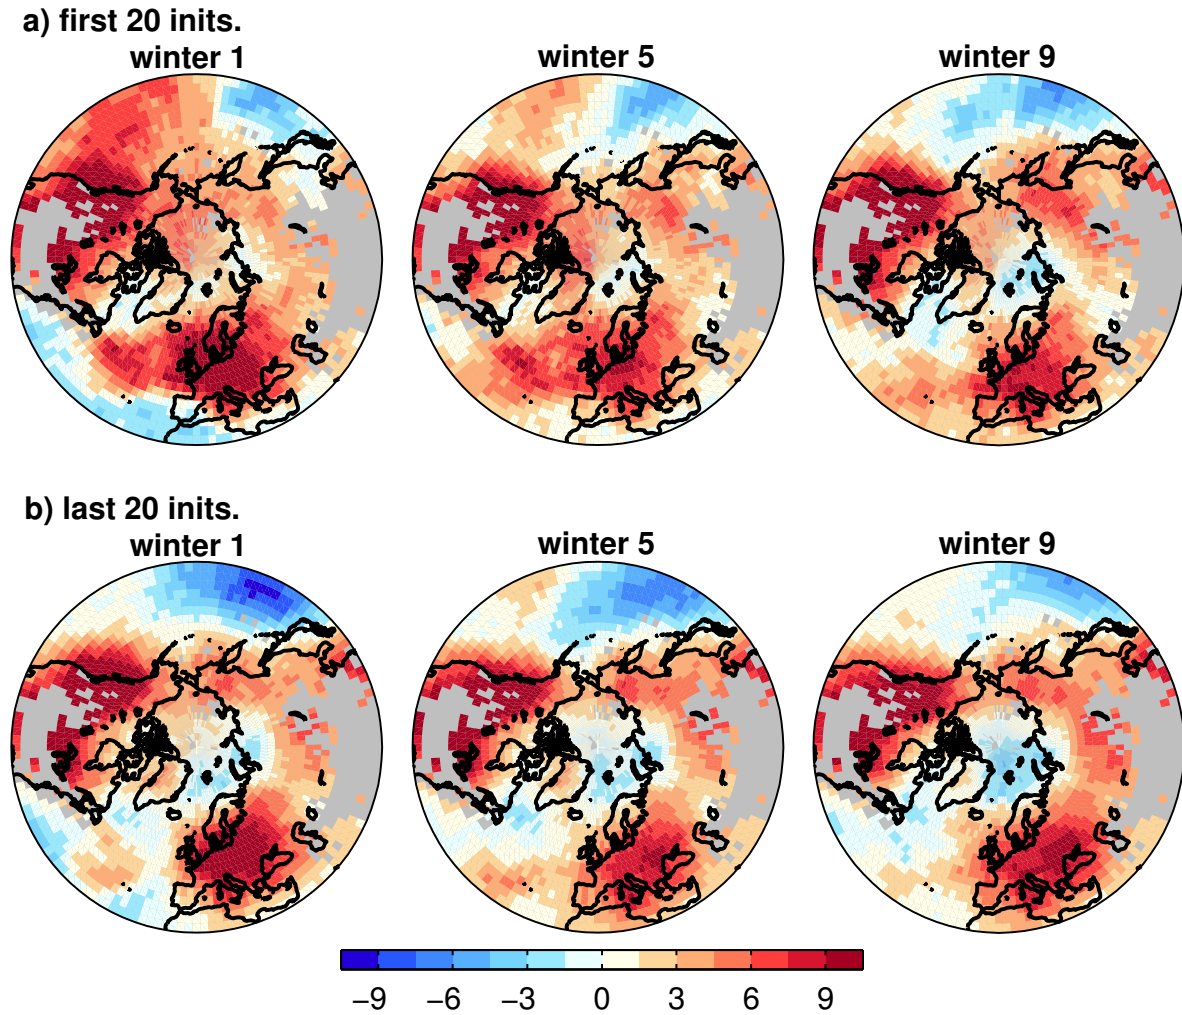 a) first 20 inits.
winter 1
winter 5
winter 9
b) last 20 inits.
winter 1
winter 5
winter 9
−9 −6 −3 0 3 6 9